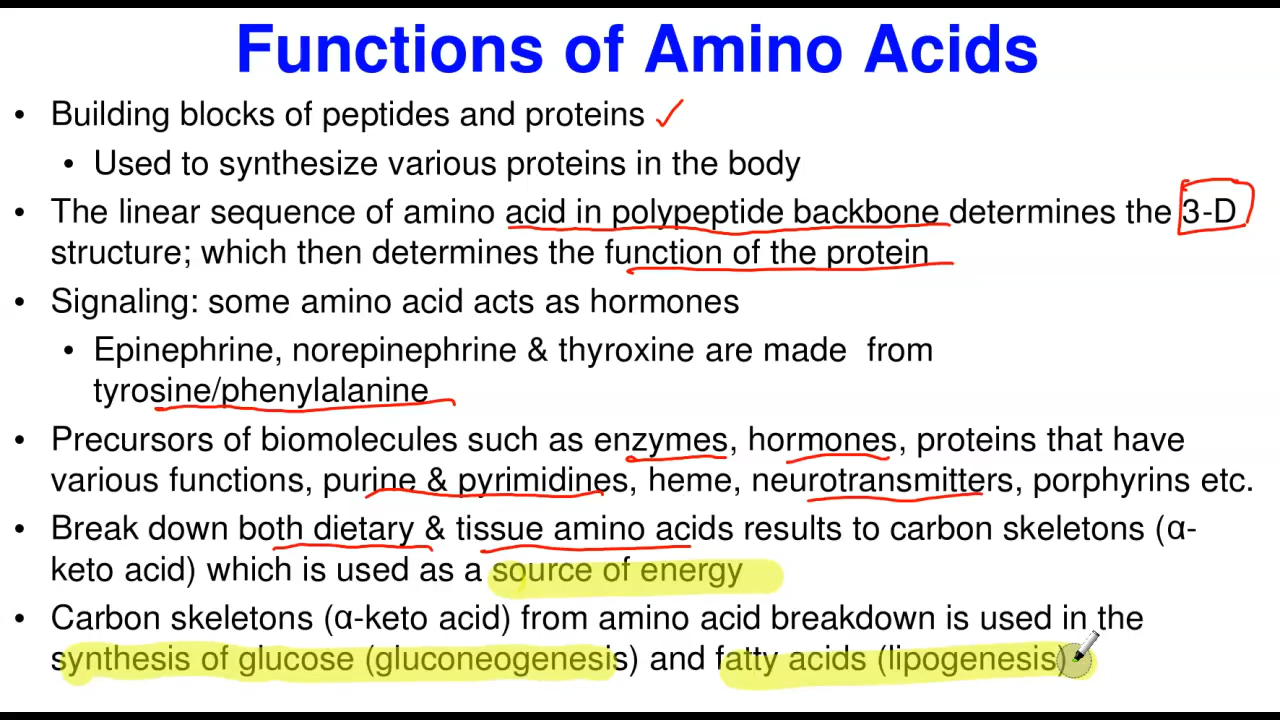 Functions of Amino Acids
• Building blocks of peptides and proteins ✓
• Used to synthesize various proteins in the body
• The linear sequence of amino acid in polypeptide backbone determines the 3-D
structure; which then determines the function of the protein
• Signaling: some amino acid acts as hormones
• Epinephrine, norepinephrine & thyroxine are made from
tyrosine/phenylalanine
• Precursors of biomolecules such as enzymes, hormones, proteins that have
various functions, purine & pyrimidines, heme, neurotransmitters, porphyrins etc.
• Break down both dietary & tissue amino acids results to carbon skeletons (α-
keto acid) which is used as a source of energy
• Carbon skeletons (α-keto acid) from amino acid breakdown is used in the
synthesis of glucose (gluconeogenesis) and fatty acids (lipogenesis)